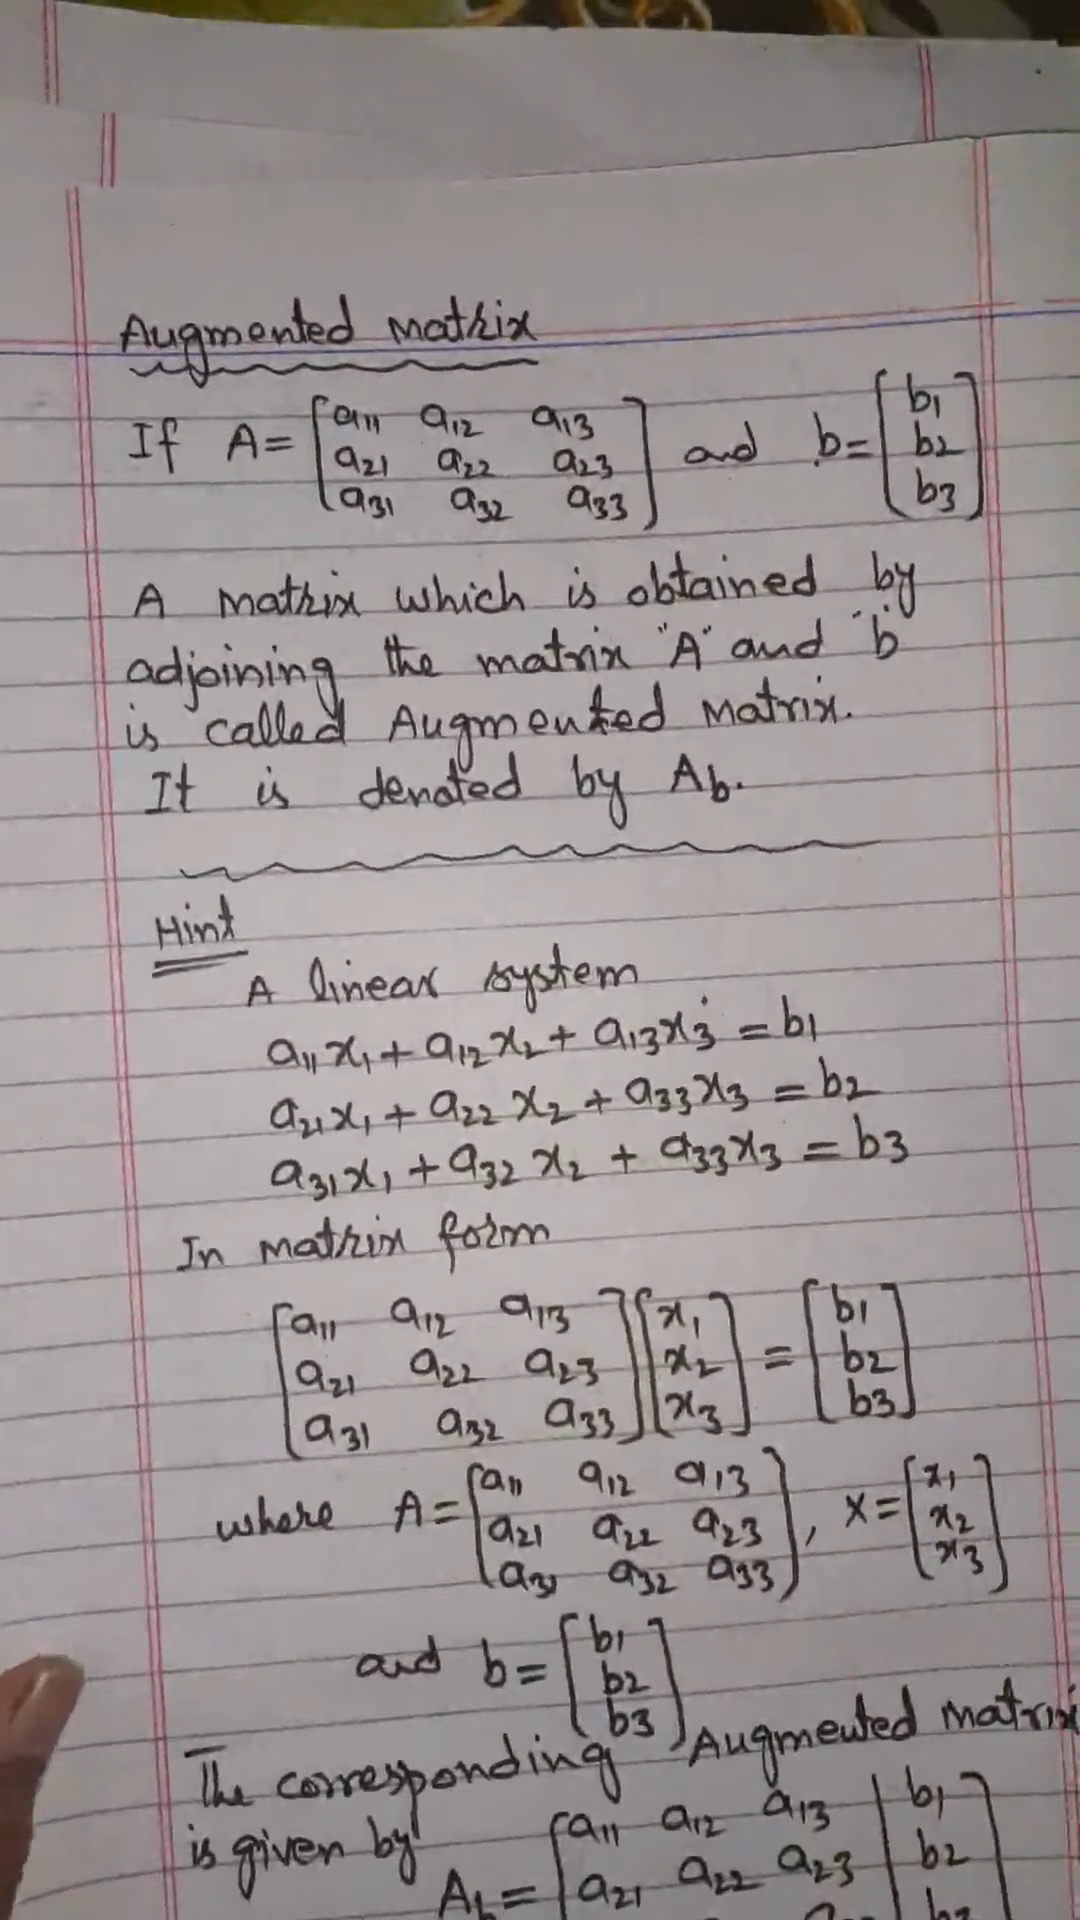 Augmented Matrix
If A = [a11 a12 a13
a21 a22 a23
a31 a32 a33] and b = [b1
b2
b3]
A matrix which is obtained by
adjoining the matrix "A" and "b"
is called Augmented Matrix.
It is denoted by Ab.
Hint
A linear system
a11x1 + a12x2 + a13x3 = b1
a21x1 + a22x2 + a33x3 = b2
a31x1 + a32x2 + a33x3 = b3
In matrix form
[a11 a12 a13] [x1] = [b1]
[a21 a22 a23] [x2] [b2]
[a31 a32 a33] [x3] [b3]
where A = [a11 a12 a13
a21 a22 a23
a31 a32 a33], X = [x1
x2
x3]
and b = [b1
b2
b3]
The corresponding Augmented Matrix
is given by
Ab = [a11 a12 a13 | b1
a21 a22 a23 | b2